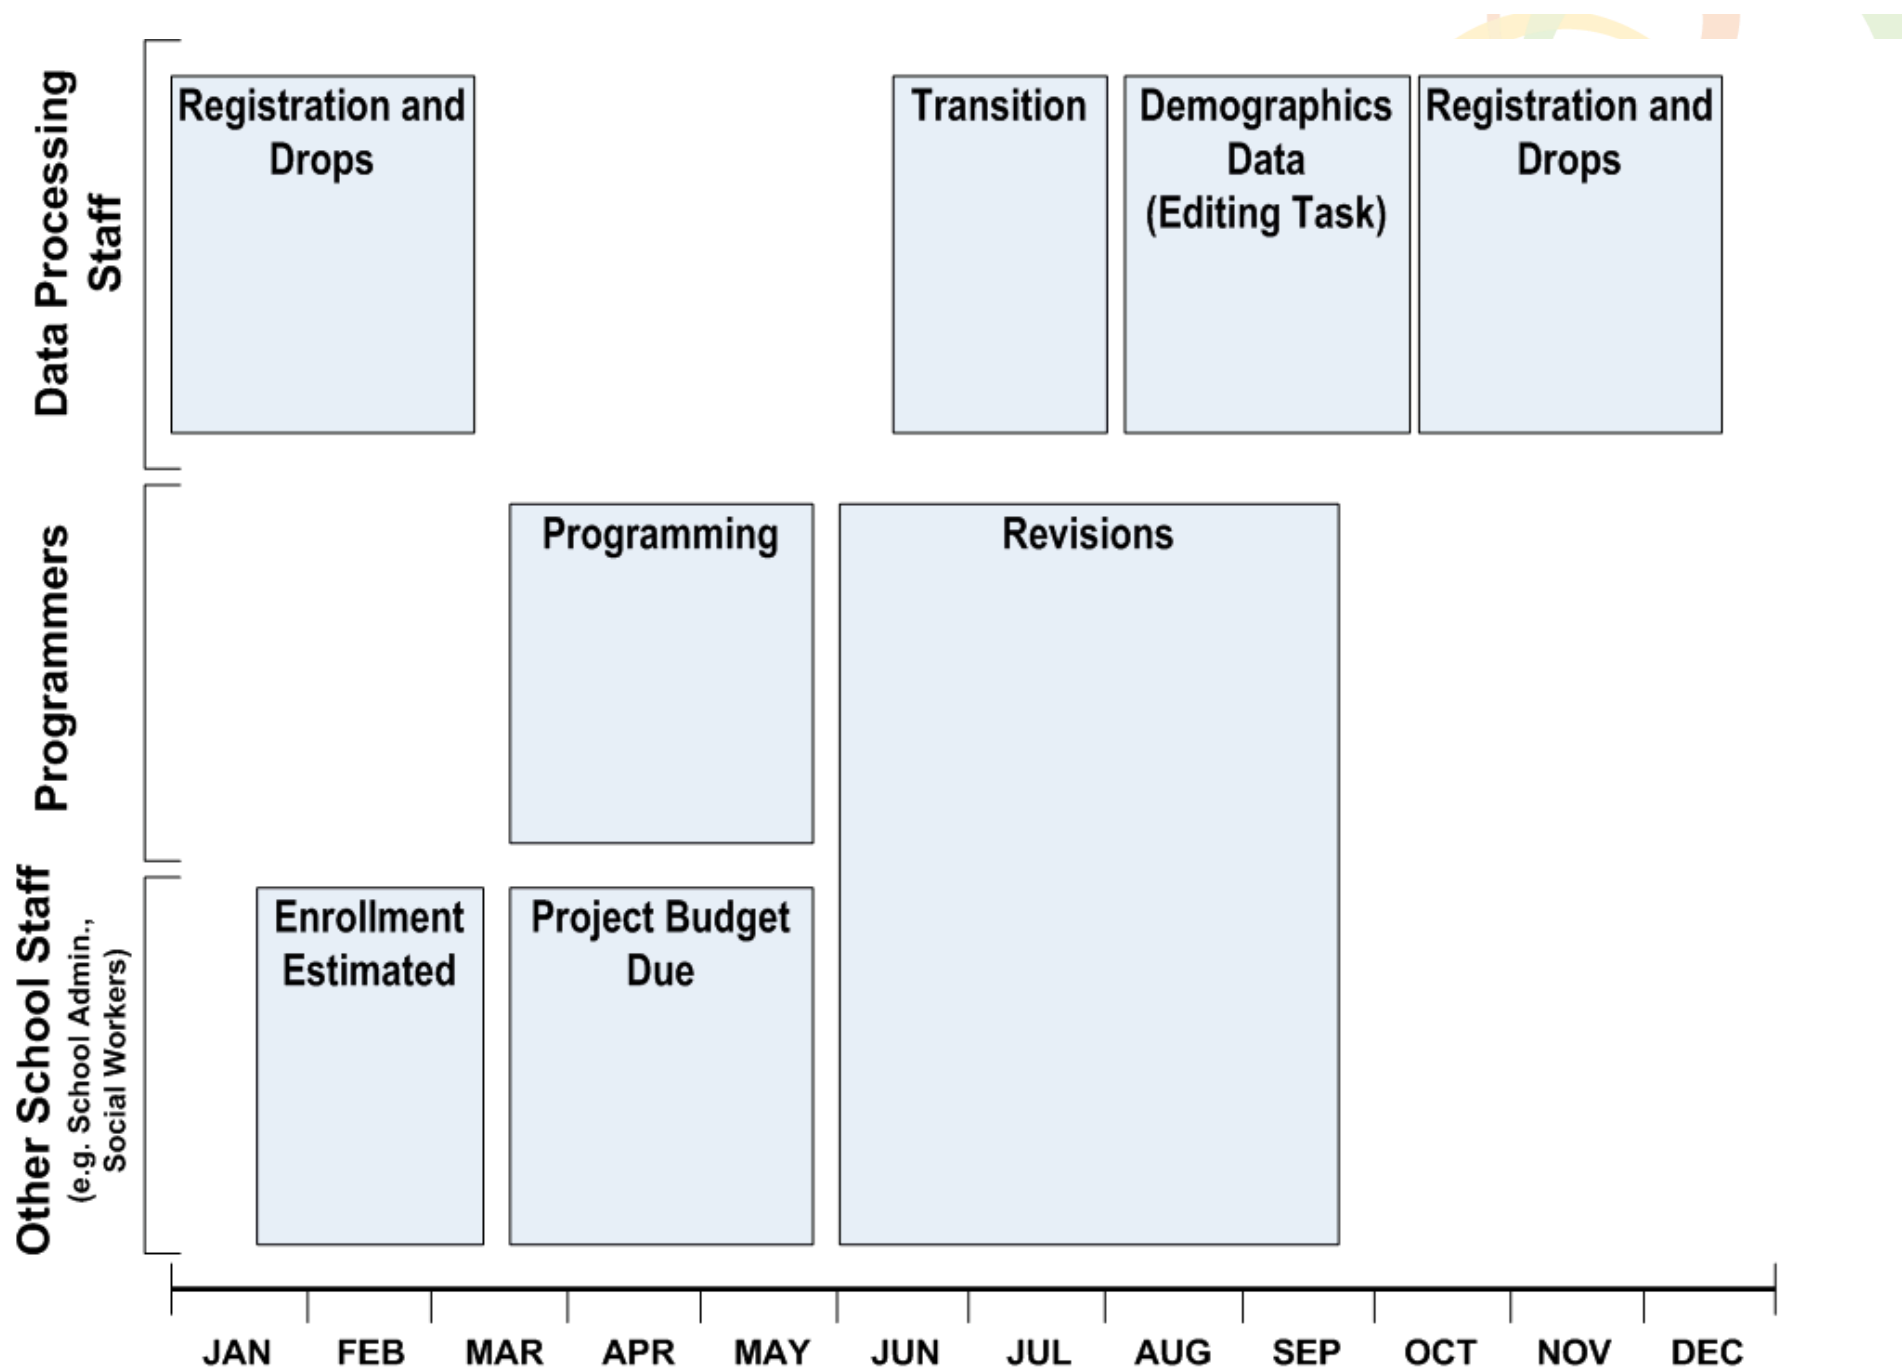 Data Processing
Staff
Registration and
Drops
Transition
Demographics
Data
(Editing Task)
Registration and
Drops
Programmers
Programming
Revisions
Other School Staff
(e.g. School Admin.,
Social Workers)
Enrollment
Estimated
Project Budget
Due
JAN FEB MAR APR MAY JUN JUL AUG SEP OCT NOV DEC